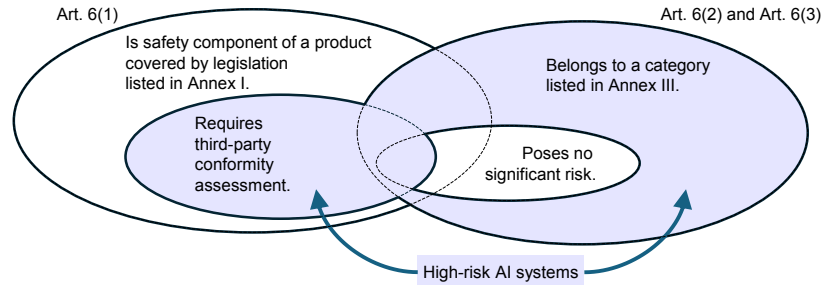 Art. 6(1)
Art. 6(2) and Art. 6(3)
Is safety component of a product
covered by legislation
listed in Annex I.
Belongs to a category
listed in Annex III.
Requires
third-party
conformity
assessment.
Poses no
significant risk.
High-risk AI systems